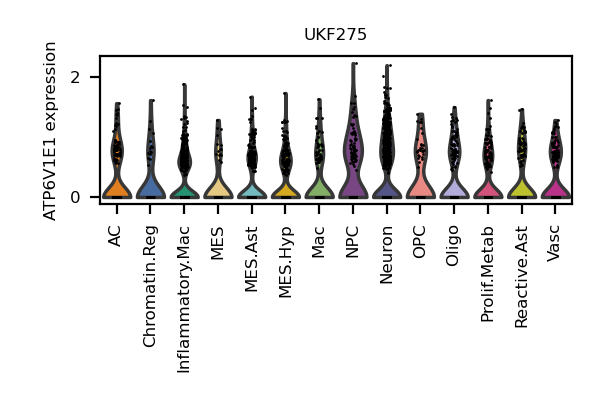 UKF275
ATP6V1E1 expression
2
0
AC
Chromatin.Reg
Inflammatory.Mac
MES
MES.Ast
MES.Hyp
Mac
NPC
Neuron
OPC
Oligo
Prolif.Metab
Reactive.Ast
Vasc